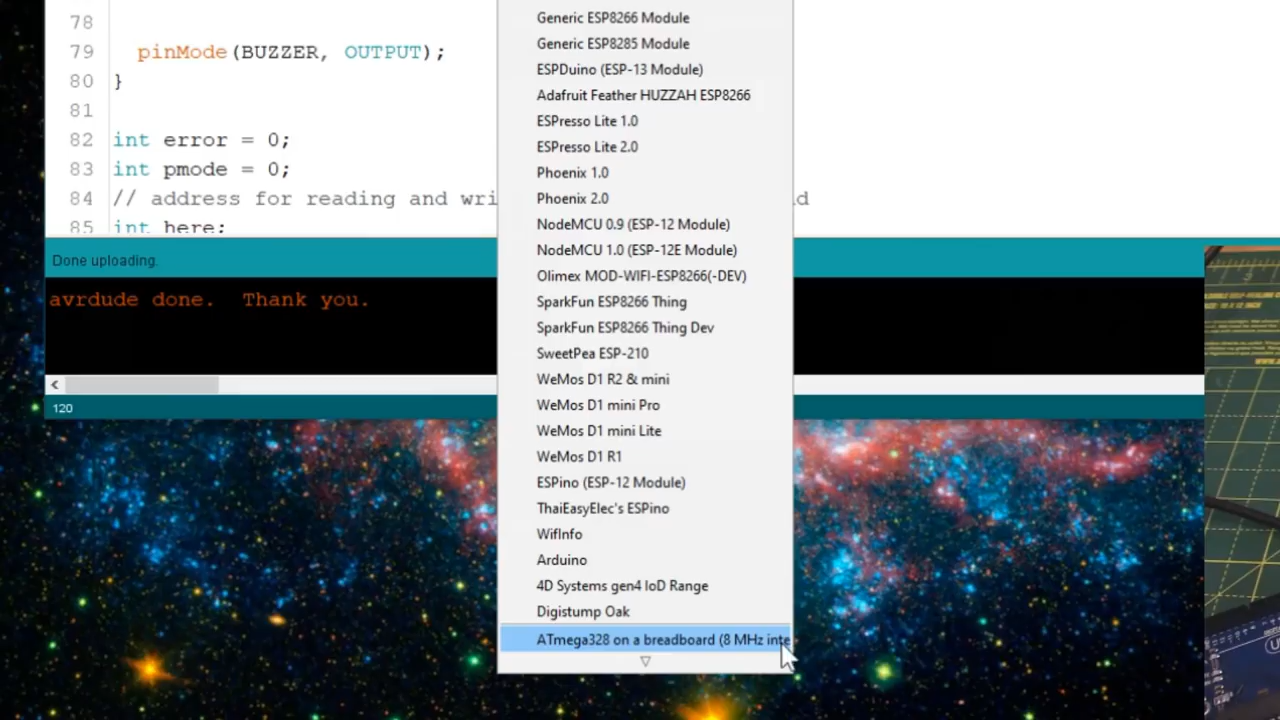 78
79 pinMode(BUZZER, OUTPUT);
80 }
81
82 int error = 0;
83 int pmode = 0;
84 // address for reading and wri d
85 int here;
Done uploading.
avrdude done. Thank you.
120
Generic ESP8266 Module
Generic ESP8285 Module
ESPDuino (ESP-13 Module)
Adafruit Feather HUZZAH ESP8266
ESPresso Lite 1.0
ESPresso Lite 2.0
Phoenix 1.0
Phoenix 2.0
NodeMCU 0.9 (ESP-12 Module)
NodeMCU 1.0 (ESP-12E Module)
Olimex MOD-WIFI-ESP8266(-DEV)
SparkFun ESP8266 Thing
SparkFun ESP8266 Thing Dev
SweetPea ESP-210
WeMos D1 R2 & mini
WeMos D1 mini Pro
WeMos D1 mini Lite
WeMos D1 R1
ESPino (ESP-12 Module)
ThaiEasyElec's ESPino
WifInfo
Arduino
4D Systems gen4 IoD Range
Digistump Oak
ATmega328 on a breadboard (8 MHz inte